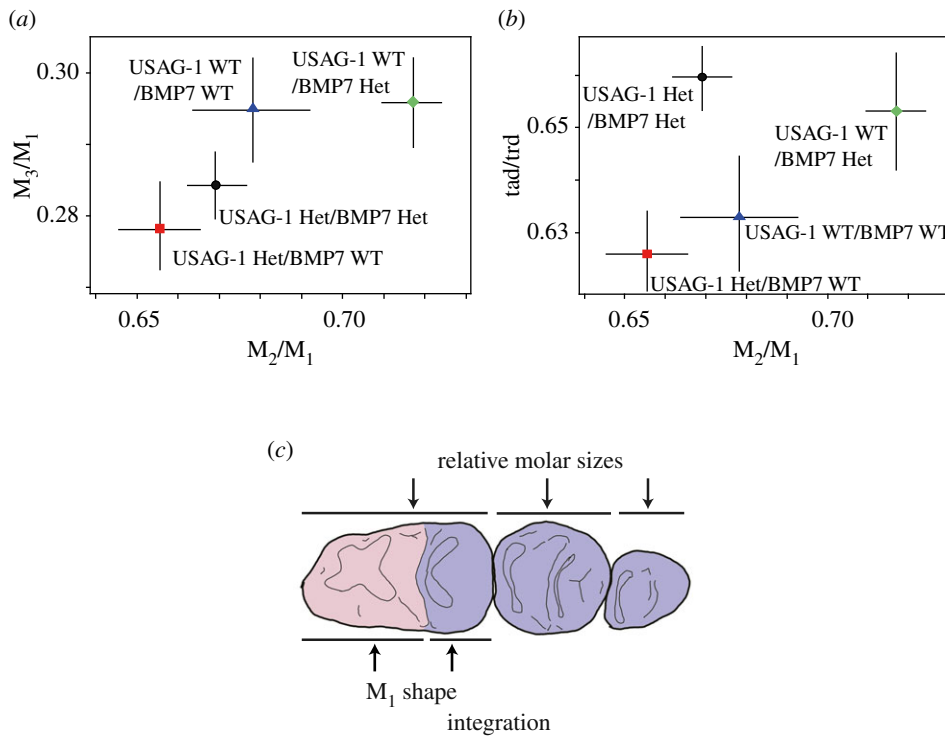 (a)
M3/M1
0.30
0.28
USAG-1 WT
/BMP7 WT
USAG-1 WT
/BMP7 Het
USAG-1 Het/BMP7 Het
USAG-1 Het/BMP7 WT
0.65
0.70
M2/M1
(b)
tad/trd
0.65
0.63
USAG-1 Het
/BMP7 Het
USAG-1 WT
/BMP7 Het
USAG-1 WT/BMP7 WT
USAG-1 Het/BMP7 WT
0.65
0.70
M2/M1
(c)
relative molar sizes
M1 shape
integration